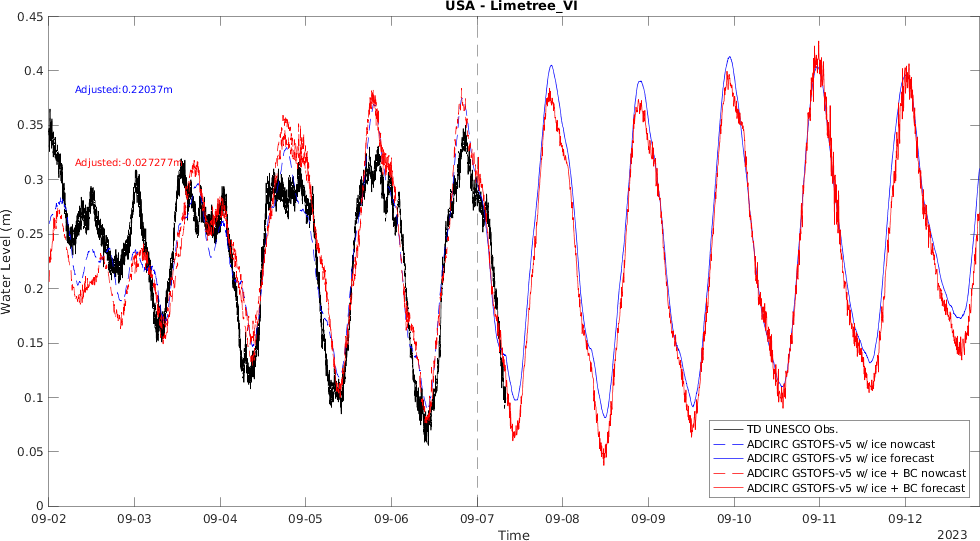 USA - Limetree_VI
0.45
0.4
Adjusted:0.22037m
0.35
Adjusted:-0.027277m
0.3
0.25
0.2
0.15
0.1
0.05
0
Water Level (m)
TD UNESCO Obs.
ADCIRC GSTOFS-v5 w/ ice nowcast
ADCIRC GSTOFS-v5 w/ ice forecast
ADCIRC GSTOFS-v5 w/ ice + BC nowcast
ADCIRC GSTOFS-v5 w/ ice + BC forecast
09-02 09-03 09-04 09-05 09-06 09-07 09-08 09-09 09-10 09-11 09-12
Time
2023